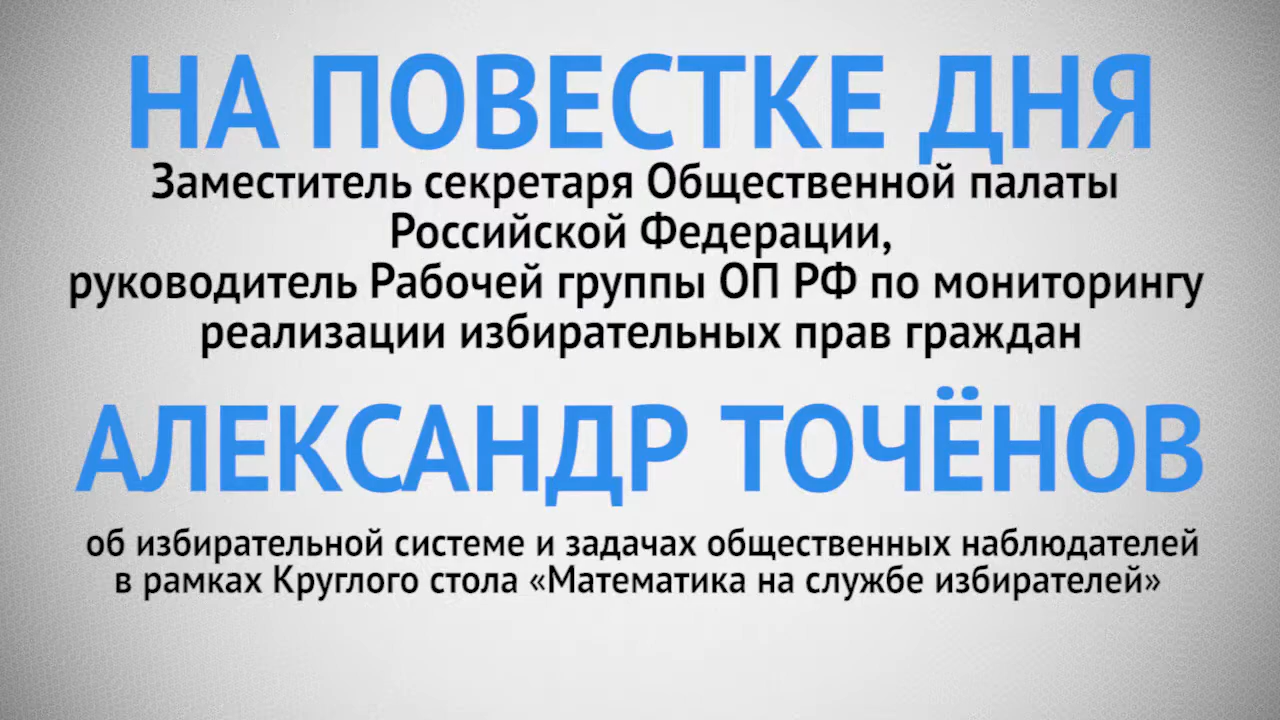 НА ПОВЕСТКЕ ДНЯ
Заместитель секретаря Общественной палаты
Российской Федерации,
руководитель Рабочей группы ОП РФ по мониторингу
реализации избирательных прав граждан
АЛЕКСАНДР ТОЧЁНОВ
об избирательной системе и задачах общественных наблюдателей
в рамках Круглого стола «Математика на службе избирателей»